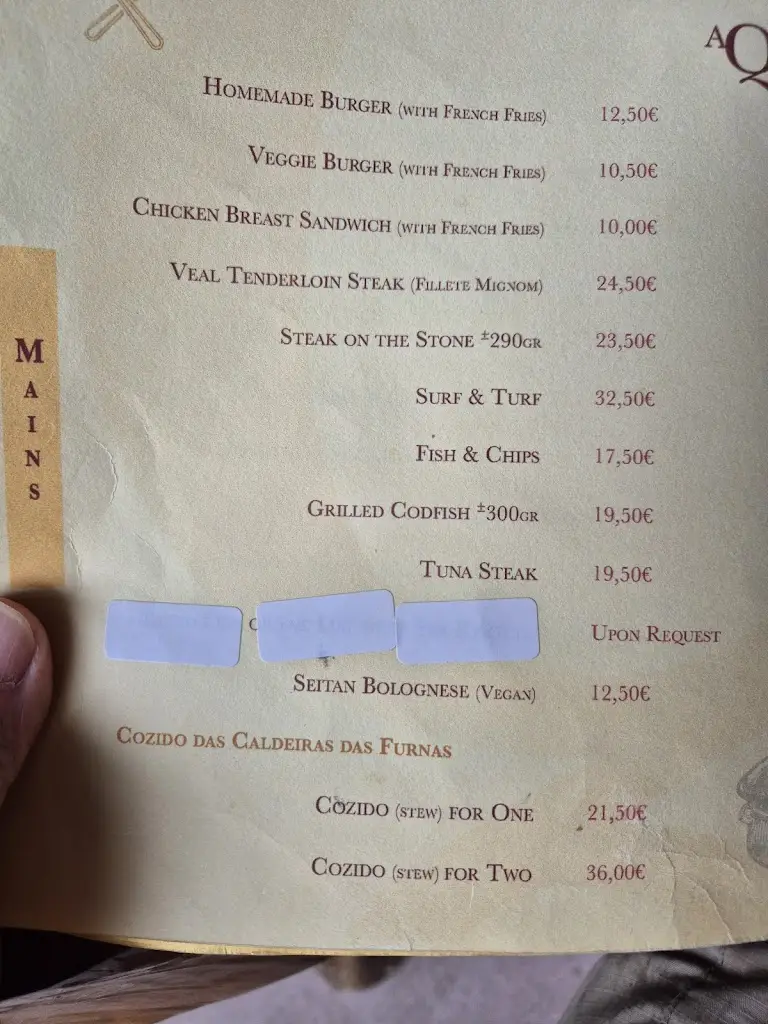 A Q
Homemade Burger (with French Fries) 12,50€
Veggie Burger (with French Fries) 10,50€
Chicken Breast Sandwich (with French Fries) 10,00€
Veal Tenderloin Steak (Fillete Mignom) 24,50€
Steak on the Stone ±290gr 23,50€
Surf & Turf 32,50€
Fish & Chips 17,50€
Grilled Codfish ±300gr 19,50€
Tuna Steak 19,50€
Upon Request
Seitan Bolognese (Vegan) 12,50€
Cozido das Caldeiras das Furnas
Cozido (stew) for One 21,50€
Cozido (stew) for Two 36,00€
Mains